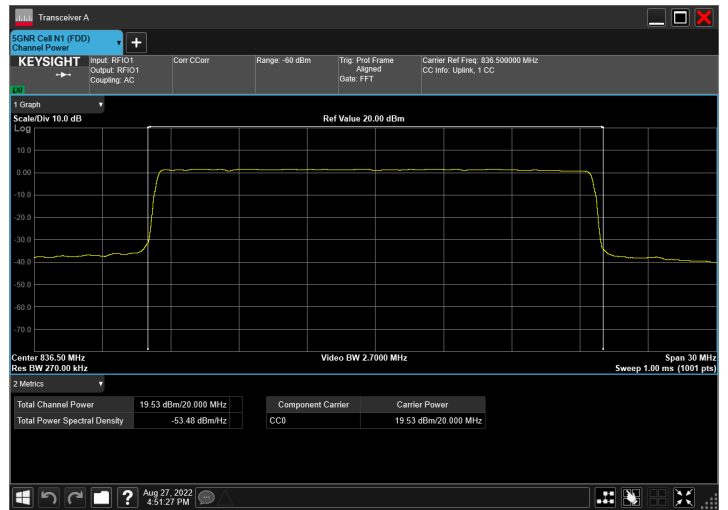 Transceiver A
5GNR Cell N1 (FDD)
Channel Power
KEYSIGHT
Input: RFIO1
Output: RFIO1
Coupling: AC
Corr CCorr
Range: -60 dBm
Trig: Prot Frame
Aligned
Gate: FFT
Carrier Ref Freq: 836.500000 MHz
CC Info: Uplink, 1 CC
LXI
1 Graph
Scale/Div 10.0 dB
Ref Value 20.00 dBm
Log
10.0
0.00
-10.0
-20.0
-30.0
-40.0
-50.0
-60.0
-70.0
Center 836.50 MHz
Video BW 2.7000 MHz
Span 30 MHz
Res BW 270.00 kHz
Sweep 1.00 ms (1001 pts)
2 Metrics
Total Channel Power 19.53 dBm/20.000 MHz
Total Power Spectral Density -53.48 dBm/Hz
Component Carrier Carrier Power
CC0 19.53 dBm/20.000 MHz
Aug 27, 2022
4:51:27 PM